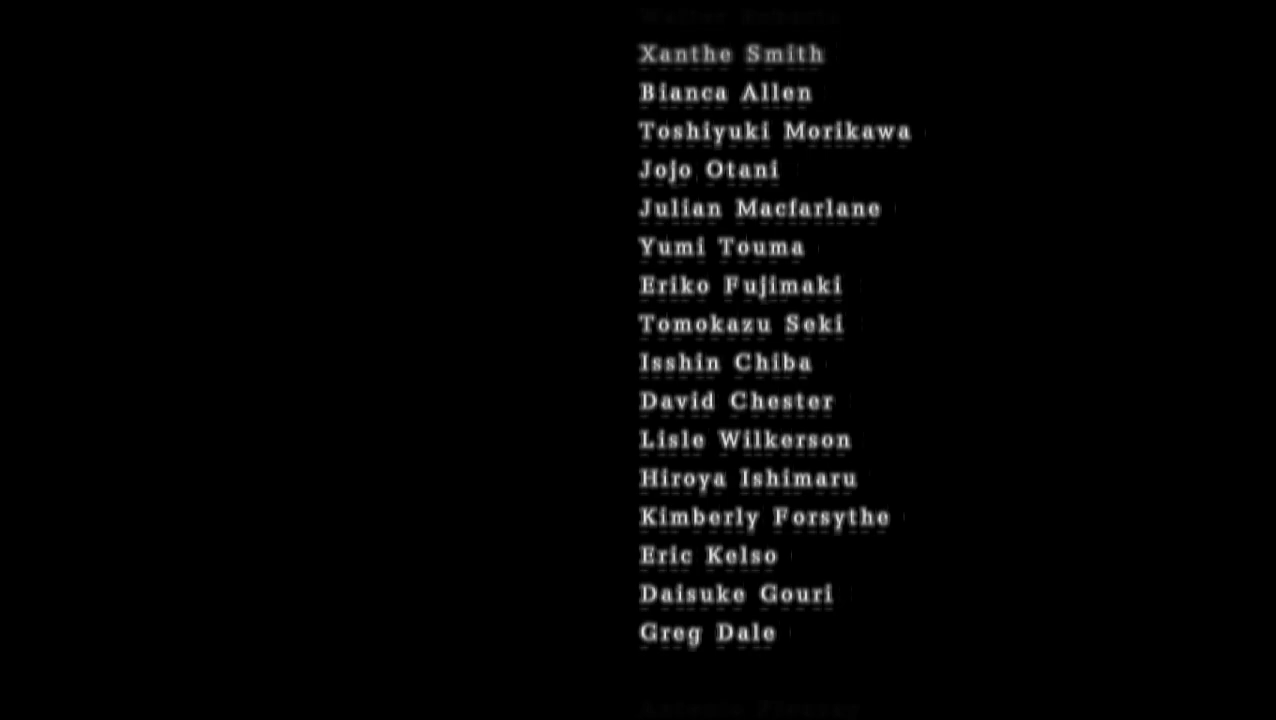 Xanthe Smith
Bianca Allen
Toshiyuki Morikawa
Jojo Otani
Julian Macfarlane
Yumi Touma
Eriko Fujimaki
Tomokazu Seki
Isshin Chiba
David Chester
Lisle Wilkerson
Hiroya Ishimaru
Kimberly Forsythe
Eric Kelso
Daisuke Gouri
Greg Dale